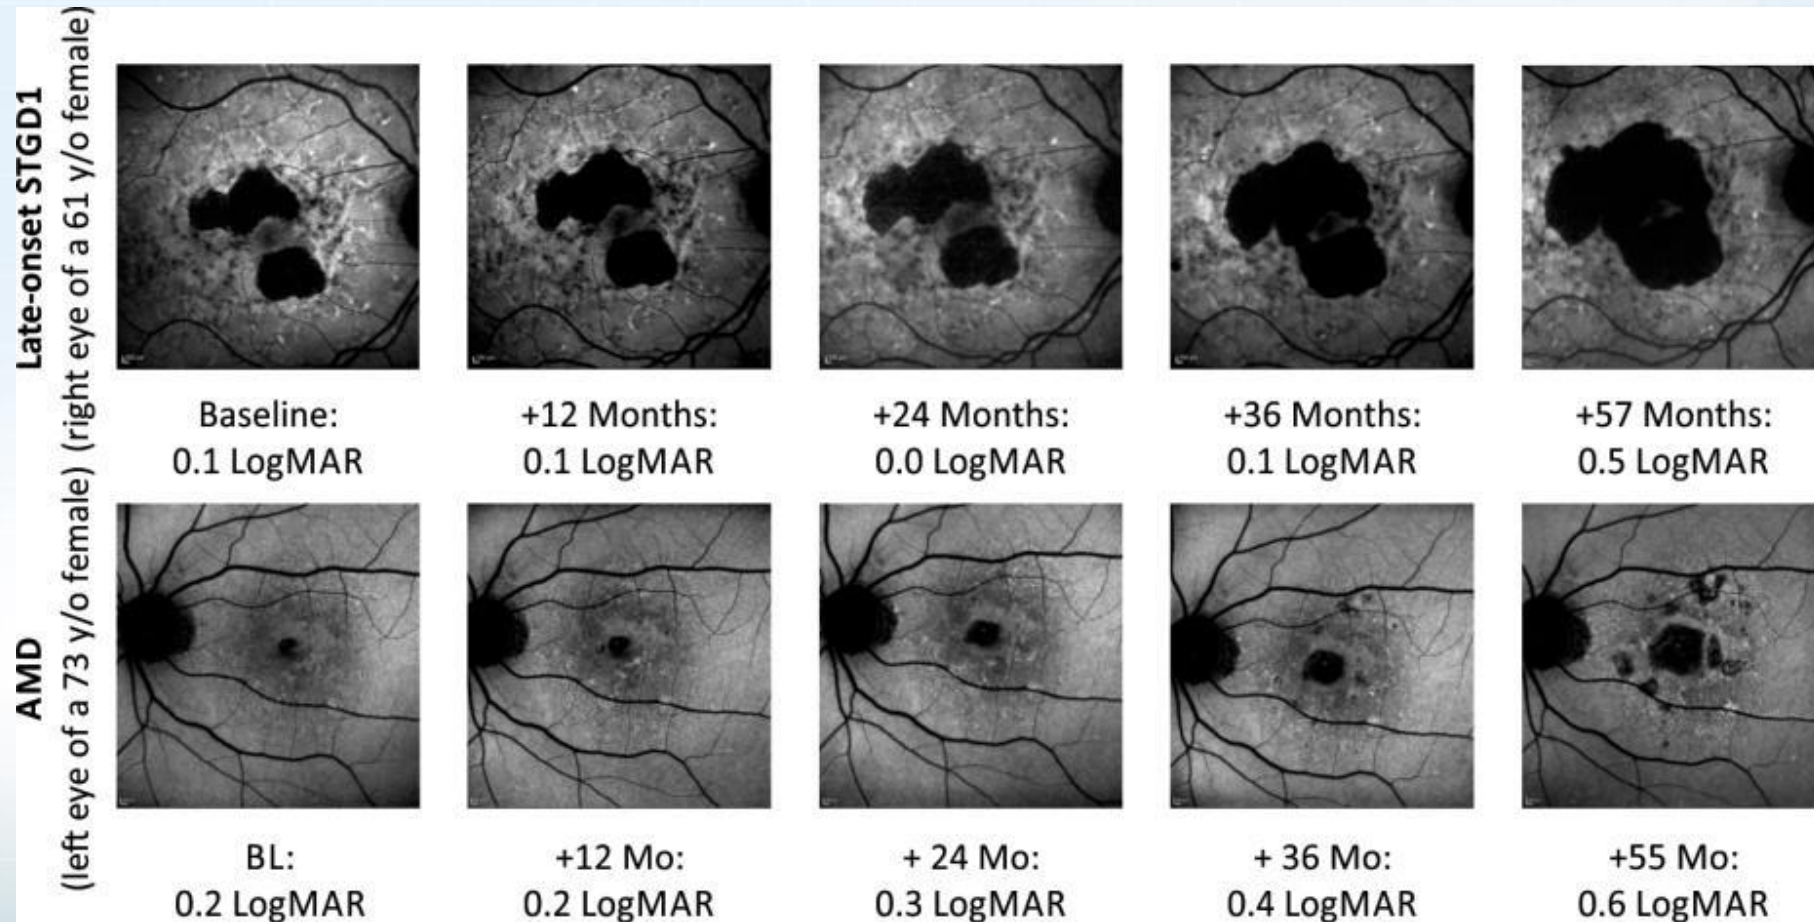 Late-onset STGD1
(right eye of a 61 y/o female)
Baseline:
0.1 LogMAR
+12 Months:
0.1 LogMAR
+24 Months:
0.0 LogMAR
+36 Months:
0.1 LogMAR
+57 Months:
0.5 LogMAR
AMD
(left eye of a 73 y/o female)
BL:
0.2 LogMAR
+12 Mo:
0.2 LogMAR
+ 24 Mo:
0.3 LogMAR
+ 36 Mo:
0.4 LogMAR
+55 Mo:
0.6 LogMAR